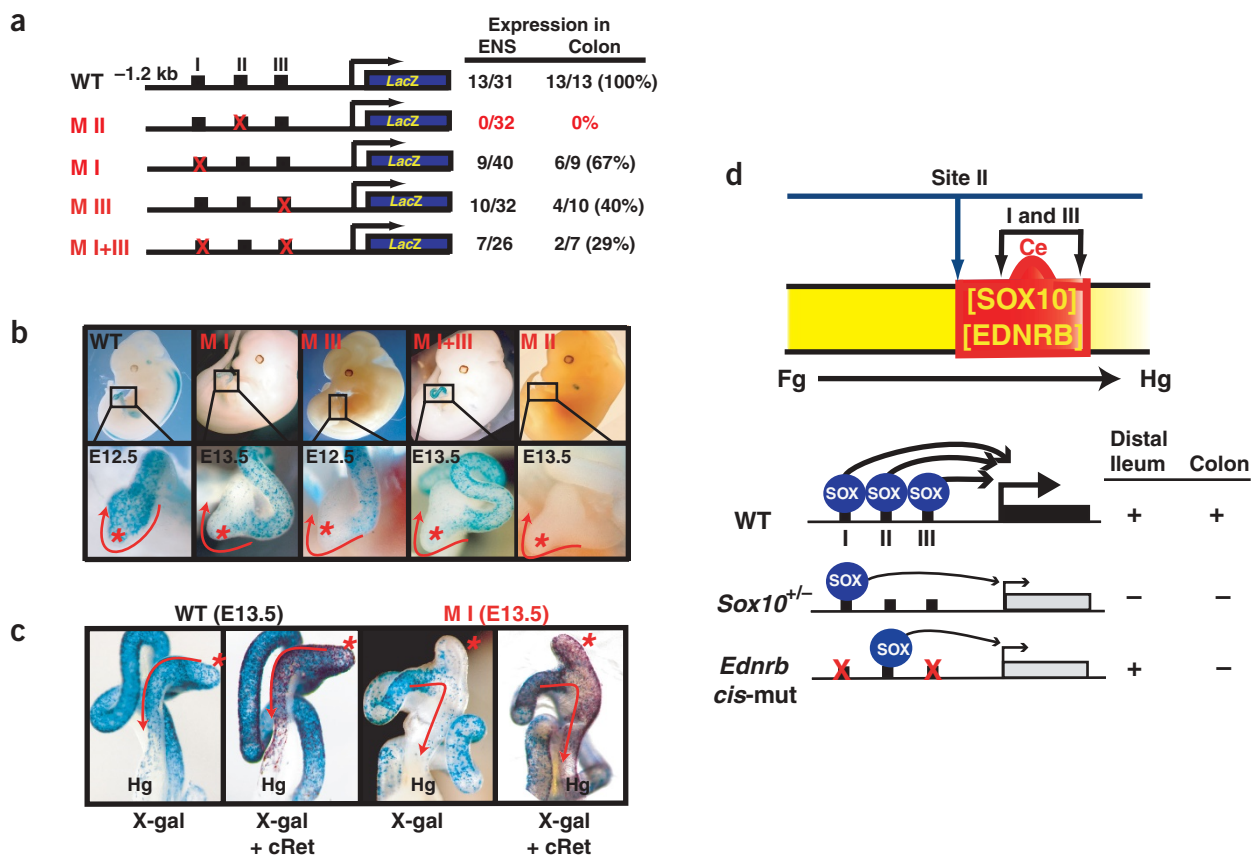 a
Expression in
ENS Colon
I II III
WT −1.2 kb LacZ 13/31 13/13 (100%)
M II X LacZ 0/32 0%
M I X LacZ 9/40 6/9 (67%)
M III X LacZ 10/32 4/10 (40%)
M I+III X X LacZ 7/26 2/7 (29%)
b
WT M I M III M I+III M II
E12.5 E13.5 E12.5 E13.5 E13.5
* * * * *
c
WT (E13.5) M I (E13.5)
* * * *
Hg Hg Hg Hg
X-gal X-gal + cRet X-gal X-gal + cRet
d
Site II
I and III
Ce
[SOX10]
[EDNRB]
Fg Hg
Distal Ileum Colon
WT SOX SOX SOX + +
I II III
Sox10+/− SOX − −
Ednrb cis-mut X SOX X + −